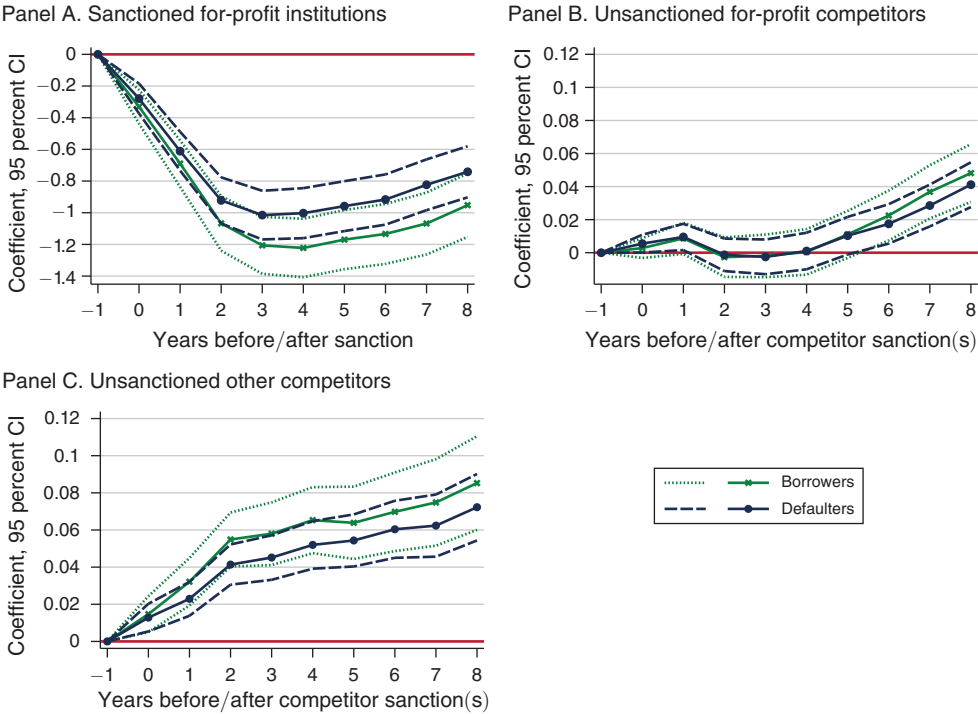 Panel A. Sanctioned for-profit institutions
Coefficient, 95 percent CI
0
−0.2
−0.4
−0.6
−0.8
−1
−1.2
−1.4
−1 0 1 2 3 4 5 6 7 8
Years before/after sanction
Panel B. Unsanctioned for-profit competitors
Coefficient, 95 percent CI
0.12
0.1
0.08
0.06
0.04
0.02
0
−1 0 1 2 3 4 5 6 7 8
Years before/after competitor sanction(s)
Panel C. Unsanctioned other competitors
Coefficient, 95 percent CI
0.12
0.1
0.08
0.06
0.04
0.02
0
−1 0 1 2 3 4 5 6 7 8
Years before/after competitor sanction(s)
Borrowers
Defaulters